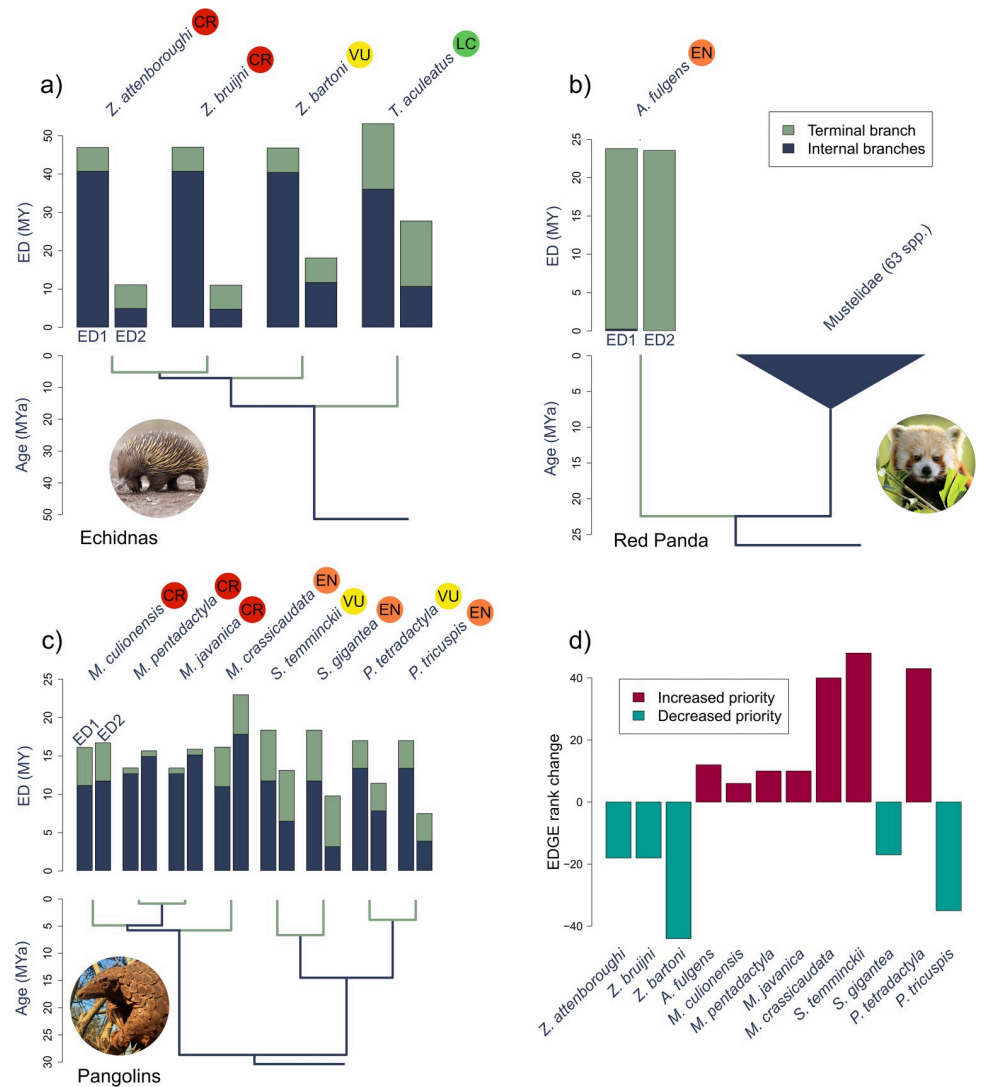 a)
Z. attenboroughi CR
Z. bruijni CR
Z. bartoni VU
T. aculeatus LC
ED (MY)
50
40
30
20
10
0
ED1 ED2
Age (MYa)
0
10
20
30
40
50
Echidnas
b)
A. fulgens EN
Terminal branch
Internal branches
ED (MY)
25
20
15
10
5
0
ED1 ED2
Mustelidae (63 spp.)
Age (MYa)
0
5
10
15
20
25
Red Panda
c)
M. culionensis CR
M. pentadactyla CR
M. javanica CR
M. crassicaudata EN
S. temminckii VU
S. gigantea EN
P. tetradactyla VU
P. tricuspis EN
ED (MY)
25
20
15
10
5
0
ED1 ED2
Age (MYa)
0
5
10
15
20
25
30
Pangolins
d)
Increased priority
Decreased priority
EDGE rank change
40
20
0
−20
−40
Z. attenboroughi
Z. bruijni
Z. bartoni
A. fulgens
M. culionensis
M. pentadactyla
M. javanica
M. crassicaudata
S. temminckii
S. gigantea
P. tetradactyla
P. tricuspis